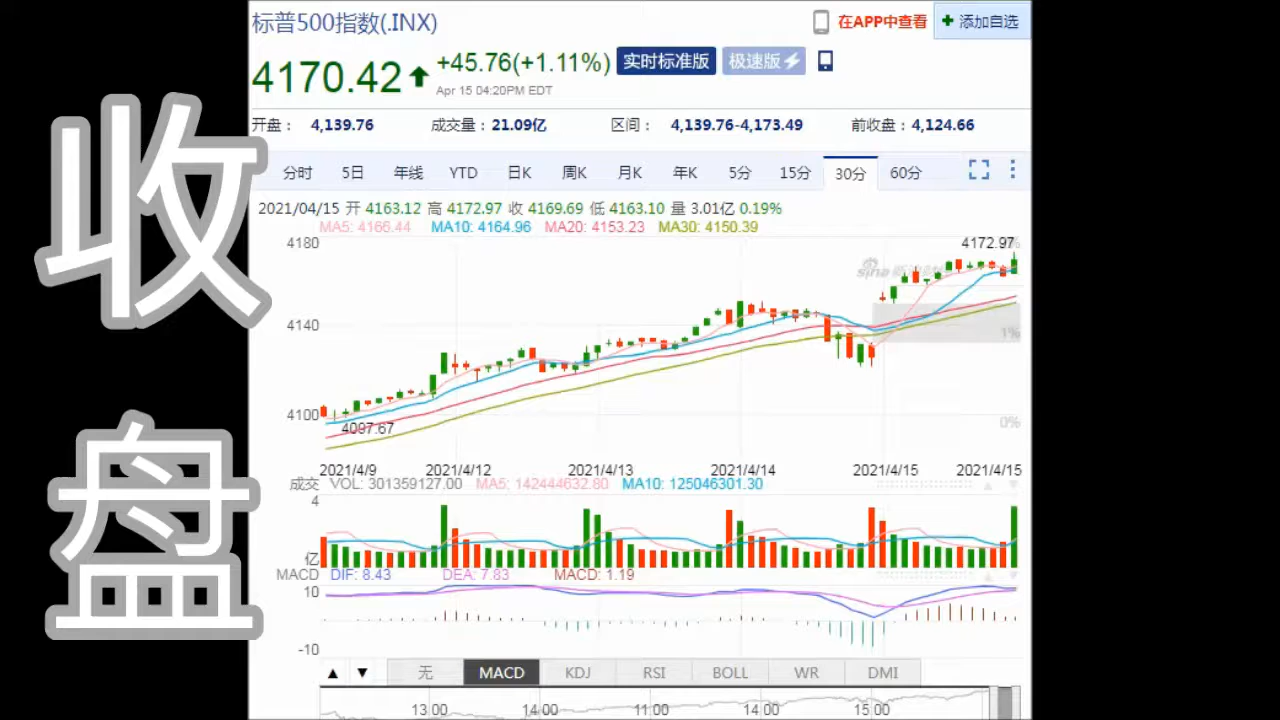 收
盘
标普500指数(.INX)
在APP中查看
添加自选
4170.42
+45.76(+1.11%)
实时标准版
极速版
Apr 15 04:20PM EDT
开盘： 4,139.76 成交量：21.09亿 区间： 4,139.76-4,173.49 前收盘：4,124.66
分时 5日 年线 YTD 日K 周K 月K 年K 5分 15分 30分 60分
2021/04/15 开 4163.12 高 4172.97 收 4169.69 低 4163.10 量 3.01亿 0.19%
MA5: 4166.44 MA10: 4164.96 MA20: 4153.23 MA30: 4150.39
4180
4172.97
sina
4140
1%
4100
4097.67
0%
2021/4/9 2021/4/12 2021/4/13 2021/4/14 2021/4/15 2021/4/15
成交 VOL: 301359127.00 MA5: 142444632.80 MA10: 125046301.30
4
亿
MACD DIF: 8.43 DEA: 7.83 MACD: 1.19
10
-10
无 MACD KDJ RSI BOLL WR DMI
13:00 14:00 11:00 14:00 15:00